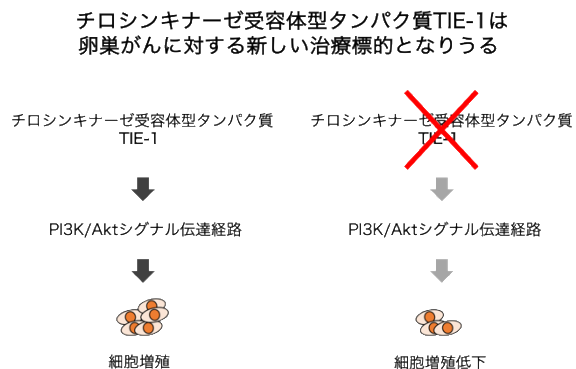 チロシンキナーゼ受容体型タンパク質TIE-1は
卵巣がんに対する新しい治療標的となりうる
チロシンキナーゼ受容体型タンパク質
TIE-1
PI3K/Aktシグナル伝達経路
細胞増殖
チロシンキナーゼ受容体型タンパク質
TIE-1
PI3K/Aktシグナル伝達経路
細胞増殖低下